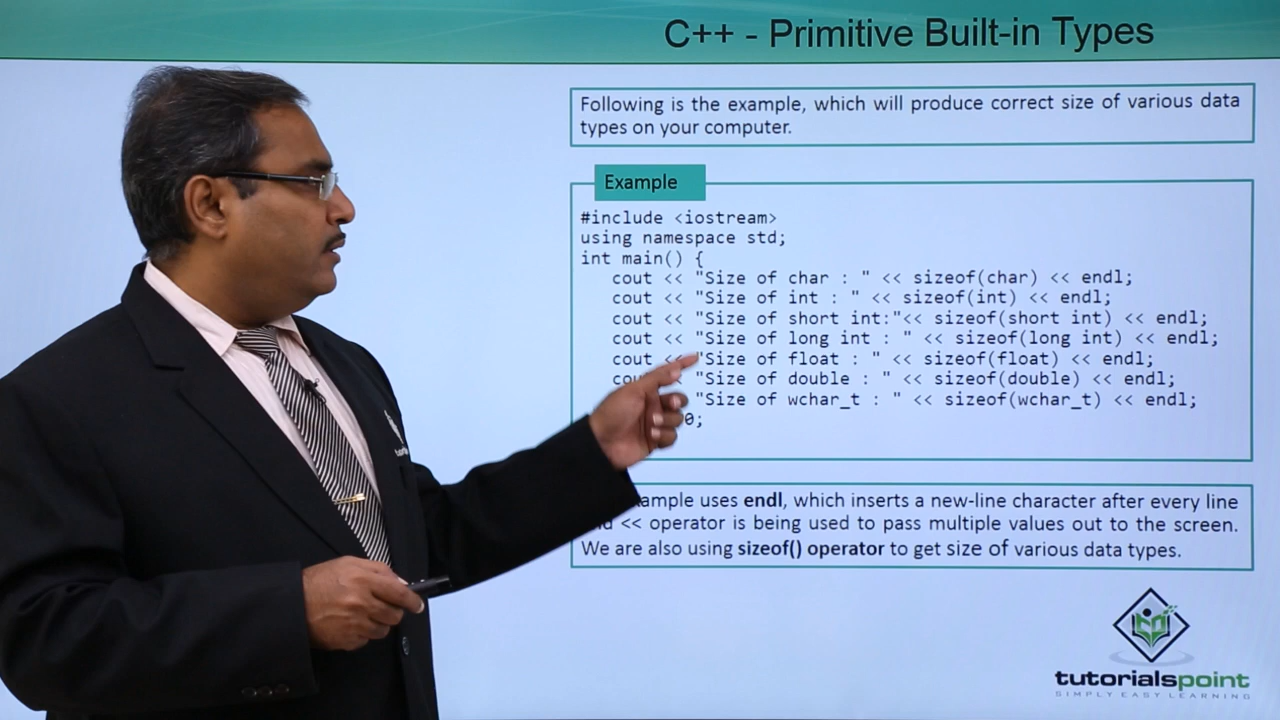 C++ - Primitive Built-in Types
Following is the example, which will produce correct size of various data
types on your computer.
Example
#include <iostream>
using namespace std;
int main() {
cout << "Size of char : " << sizeof(char) << endl;
cout << "Size of int : " << sizeof(int) << endl;
cout << "Size of short int:"<< sizeof(short int) << endl;
cout << "Size of long int : " << sizeof(long int) << endl;
cout << "Size of float : " << sizeof(float) << endl;
"Size of double : " << sizeof(double) << endl;
"Size of wchar_t : " << sizeof(wchar_t) << endl;
0;
uses endl, which inserts a new-line character after every line
<< operator is being used to pass multiple values out to the screen.
We are also using sizeof() operator to get size of various data types.
tutorialspoint
SIMPLY EASY LEARNING